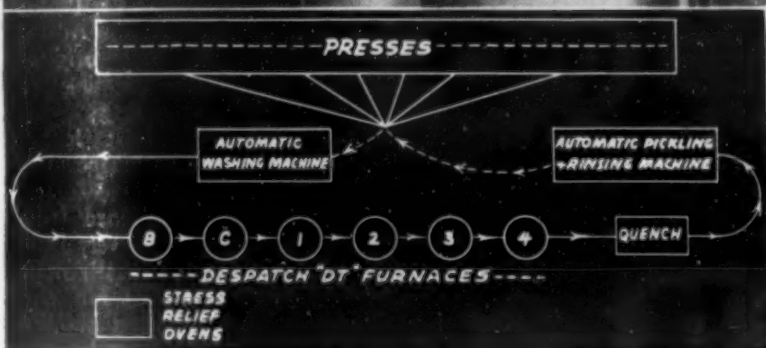 PRESSES
AUTOMATIC
WASHING MACHINE
AUTOMATIC PICKLING
+RINSING MACHINE
B C 1 2 3 4
QUENCH
DESPATCH "DT" FURNACES
STRESS
RELIEF
OVENS